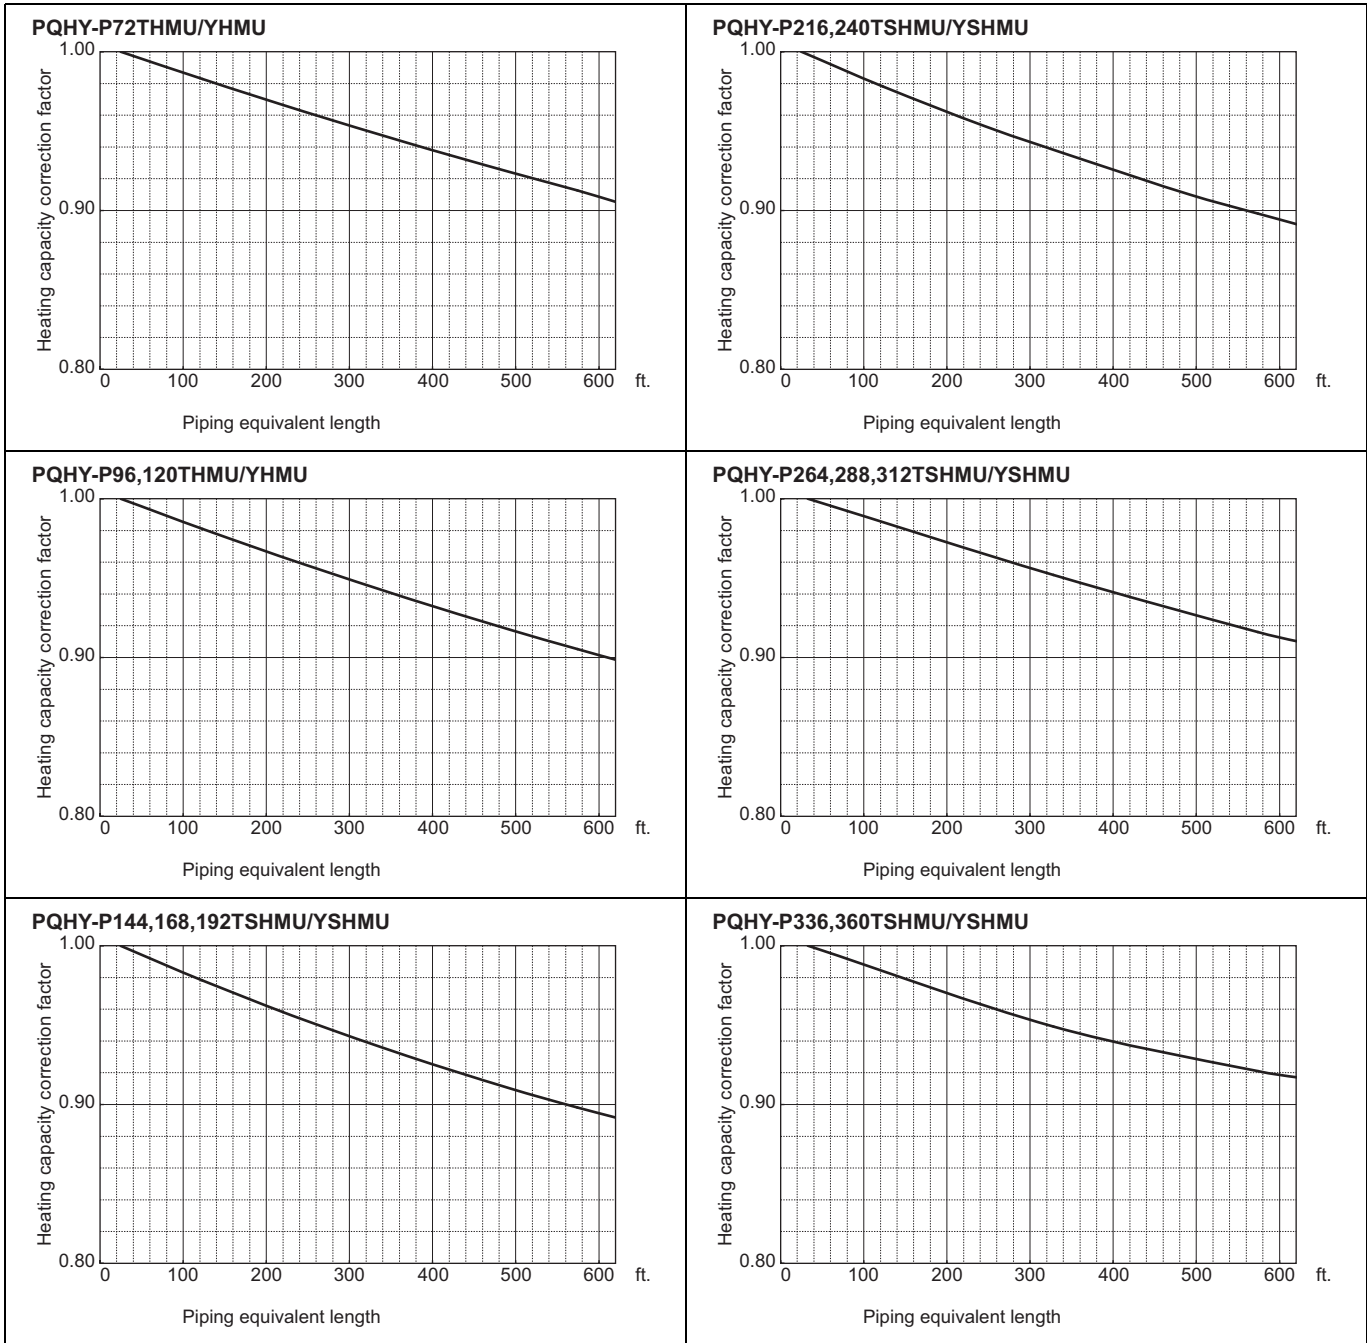 PQHY-P72THMU/YHMU
Heating capacity correction factor
1.00
0.90
0.80
0 100 200 300 400 500 600 ft.
Piping equivalent length
PQHY-P216,240TSHMU/YSHMU
Heating capacity correction factor
1.00
0.90
0.80
0 100 200 300 400 500 600 ft.
Piping equivalent length
PQHY-P96,120THMU/YHMU
Heating capacity correction factor
1.00
0.90
0.80
0 100 200 300 400 500 600 ft.
Piping equivalent length
PQHY-P264,288,312TSHMU/YSHMU
Heating capacity correction factor
1.00
0.90
0.80
0 100 200 300 400 500 600 ft.
Piping equivalent length
PQHY-P144,168,192TSHMU/YSHMU
Heating capacity correction factor
1.00
0.90
0.80
0 100 200 300 400 500 600 ft.
Piping equivalent length
PQHY-P336,360TSHMU/YSHMU
Heating capacity correction factor
1.00
0.90
0.80
0 100 200 300 400 500 600 ft.
Piping equivalent length